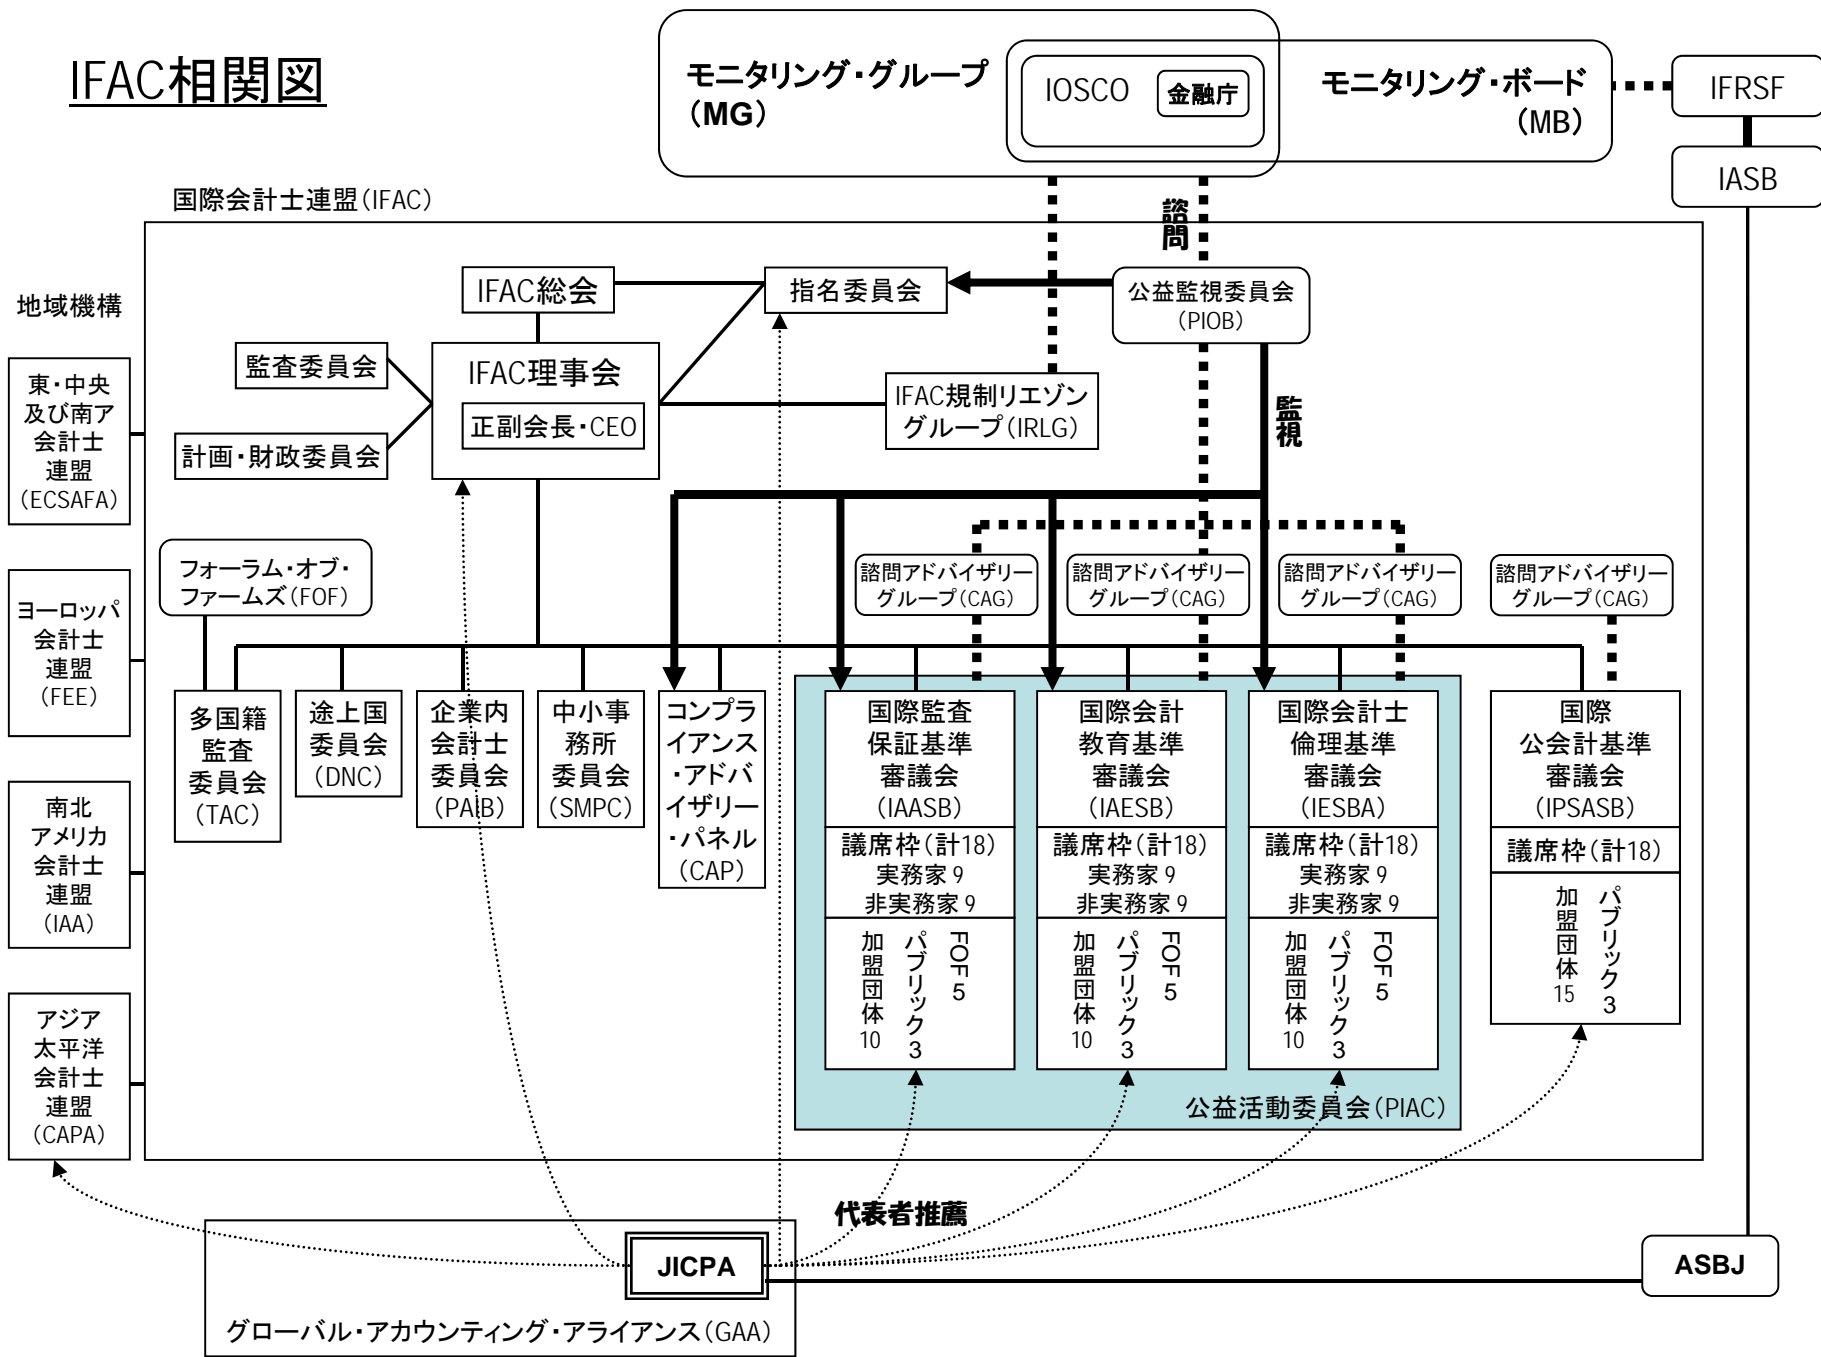 IFAC相関図
モニタリング・グループ
(MG)
IOSCO
金融庁
モニタリング・ボード
(MB)
IFRSF
IASB
国際会計士連盟(IFAC)
諮問
地域機構
IFAC総会
指名委員会
公益監視委員会
(PIOB)
監査委員会
IFAC理事会
正副会長・CEO
計画・財政委員会
IFAC規制リエゾン
グループ(IRLG)
監視
東・中央
及び南ア
会計士
連盟
(ECSAFA)
ヨーロッパ
会計士
連盟
(FEE)
南北
アメリカ
会計士
連盟
(IAA)
アジア
太平洋
会計士
連盟
(CAPA)
フォーラム・オブ・
ファームズ(FOF)
諮問アドバイザリー
グループ(CAG)
諮問アドバイザリー
グループ(CAG)
諮問アドバイザリー
グループ(CAG)
諮問アドバイザリー
グループ(CAG)
多国籍
監査
委員会
(TAC)
途上国
委員会
(DNC)
企業内
会計士
委員会
(PAIB)
中小事
務所
委員会
(SMPC)
コンプラ
イアンス
・アドバ
イザリー
・パネル
(CAP)
国際監査
保証基準
審議会
(IAASB)
議席枠(計18)
実務家9
非実務家9
FOF5
パブリック3
加盟団体10
国際会計
教育基準
審議会
(IAESB)
議席枠(計18)
実務家9
非実務家9
FOF5
パブリック3
加盟団体10
国際会計士
倫理基準
審議会
(IESBA)
議席枠(計18)
実務家9
非実務家9
FOF5
パブリック3
加盟団体10
国際
公会計基準
審議会
(IPSASB)
議席枠(計18)
パブリック3
加盟団体15
公益活動委員会(PIAC)
代表者推薦
JICPA
ASBJ
グローバル・アカウンティング・アライアンス(GAA)